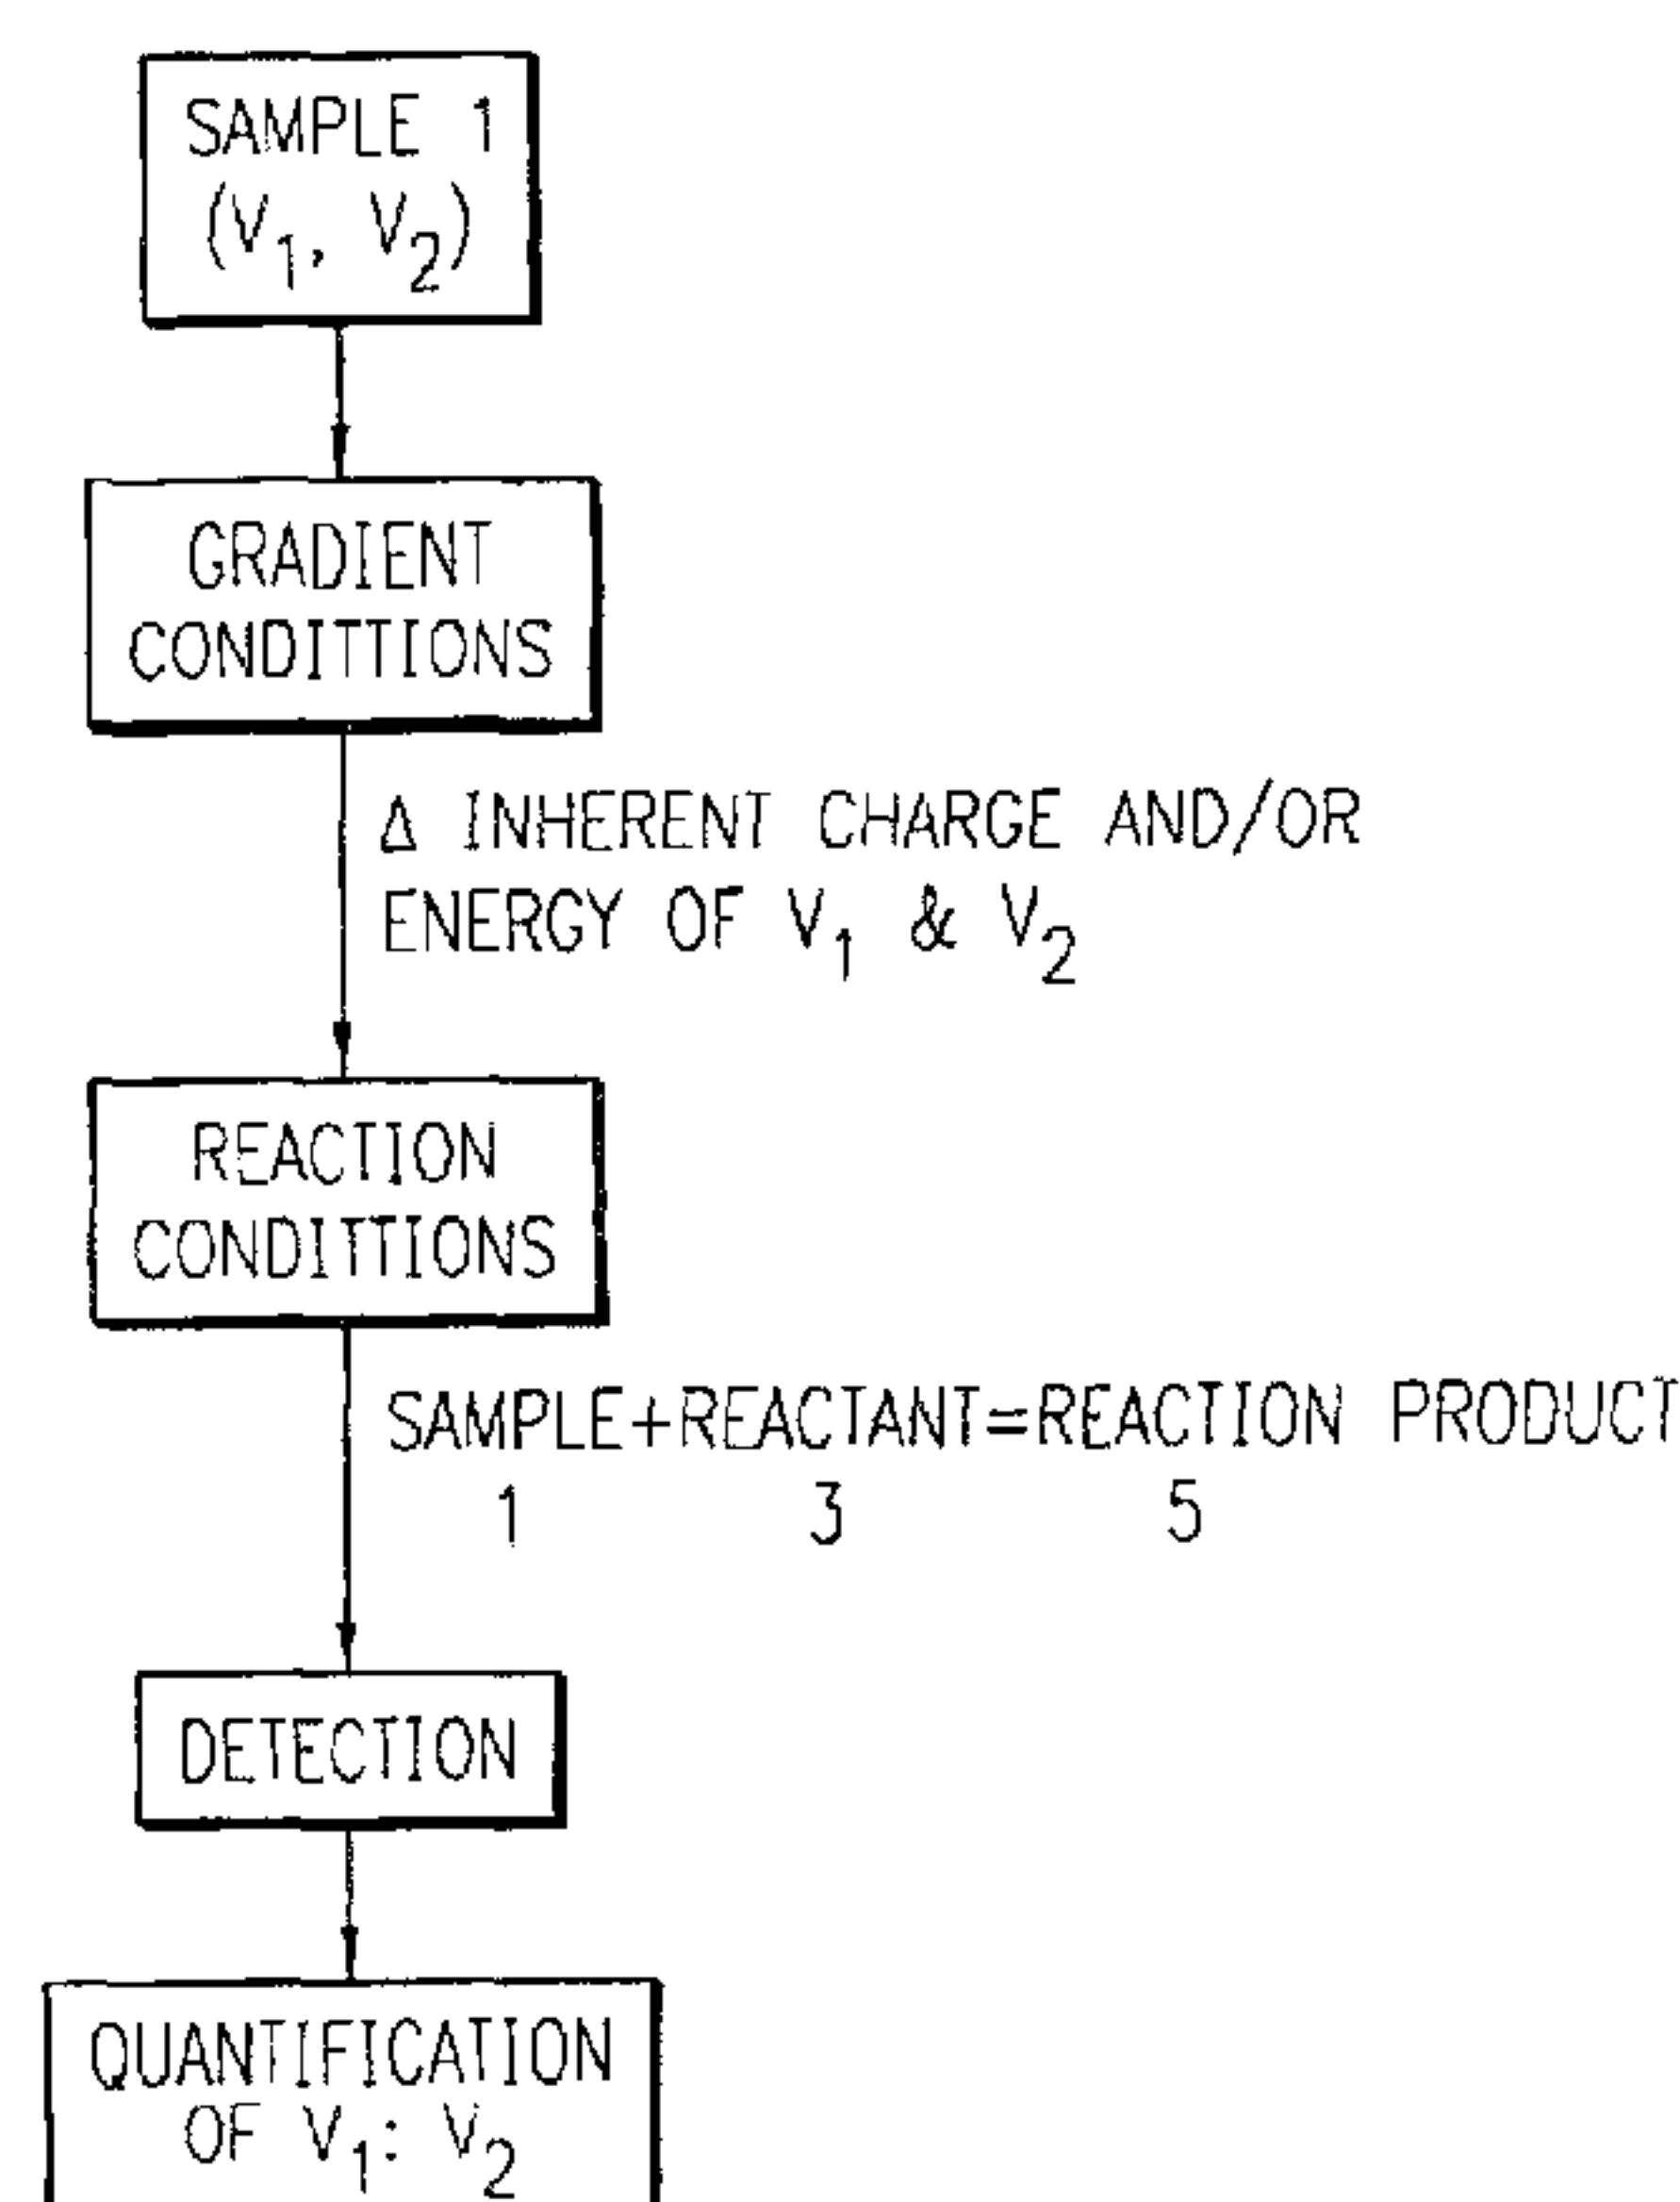 SAMPLE 1
(V₁, V₂)
GRADIENT
CONDITTIONS
Δ INHERENT CHARGE AND/OR
ENERGY OF V₁ & V₂
REACTION
CONDITTIONS
SAMPLE+REACTANT=REACTION PRODUCT
1 3 5
DETECTION
QUANTIFICATION
OF V₁: V₂